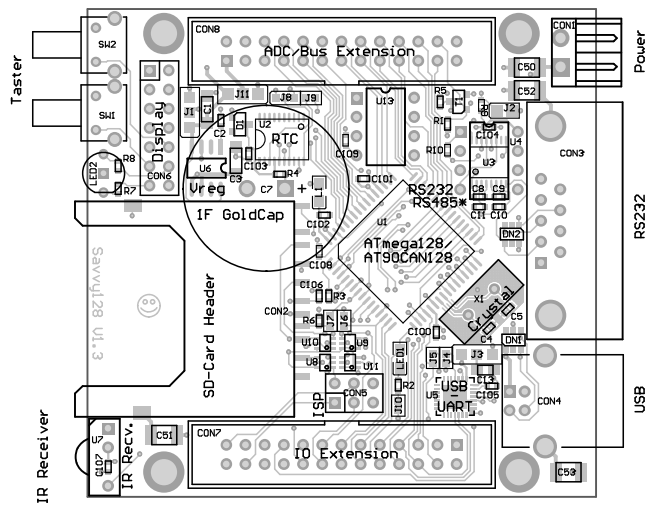 CON8
ADC/Bus Extension
CON1
Power
Taster
SW2
SW1
C50
C52
Display
CON6
J1
C1
J11
J8
J9
C2
D1
U2
RTC
C103
U13
C109
R5
T1
J2
R1
R10
C104
U3
U4
CON3
RS232
LED2
R8
R7
U6
C3
Vreg
C7
R4
+
L1
C101
1F GoldCap
C102
RS232
RS485*
C8
C9
C11
C10
DN2
U1
ATmega128/
AT90CAN128
Savvy128 V1.3
SD-Card Header
CON2
C108
C106
R3
R6
J7
J6
X1
Crystal
C5
C4
C100
DN1
U10
U9
U8
U11
LED1
J5
J4
J3
C13
C105
R2
J10
ISP
CON5
U5
USB
UART
CON4
USB
IR Receiver
U7
C107
IR Recv.
C51
CON7
IO Extension
C53